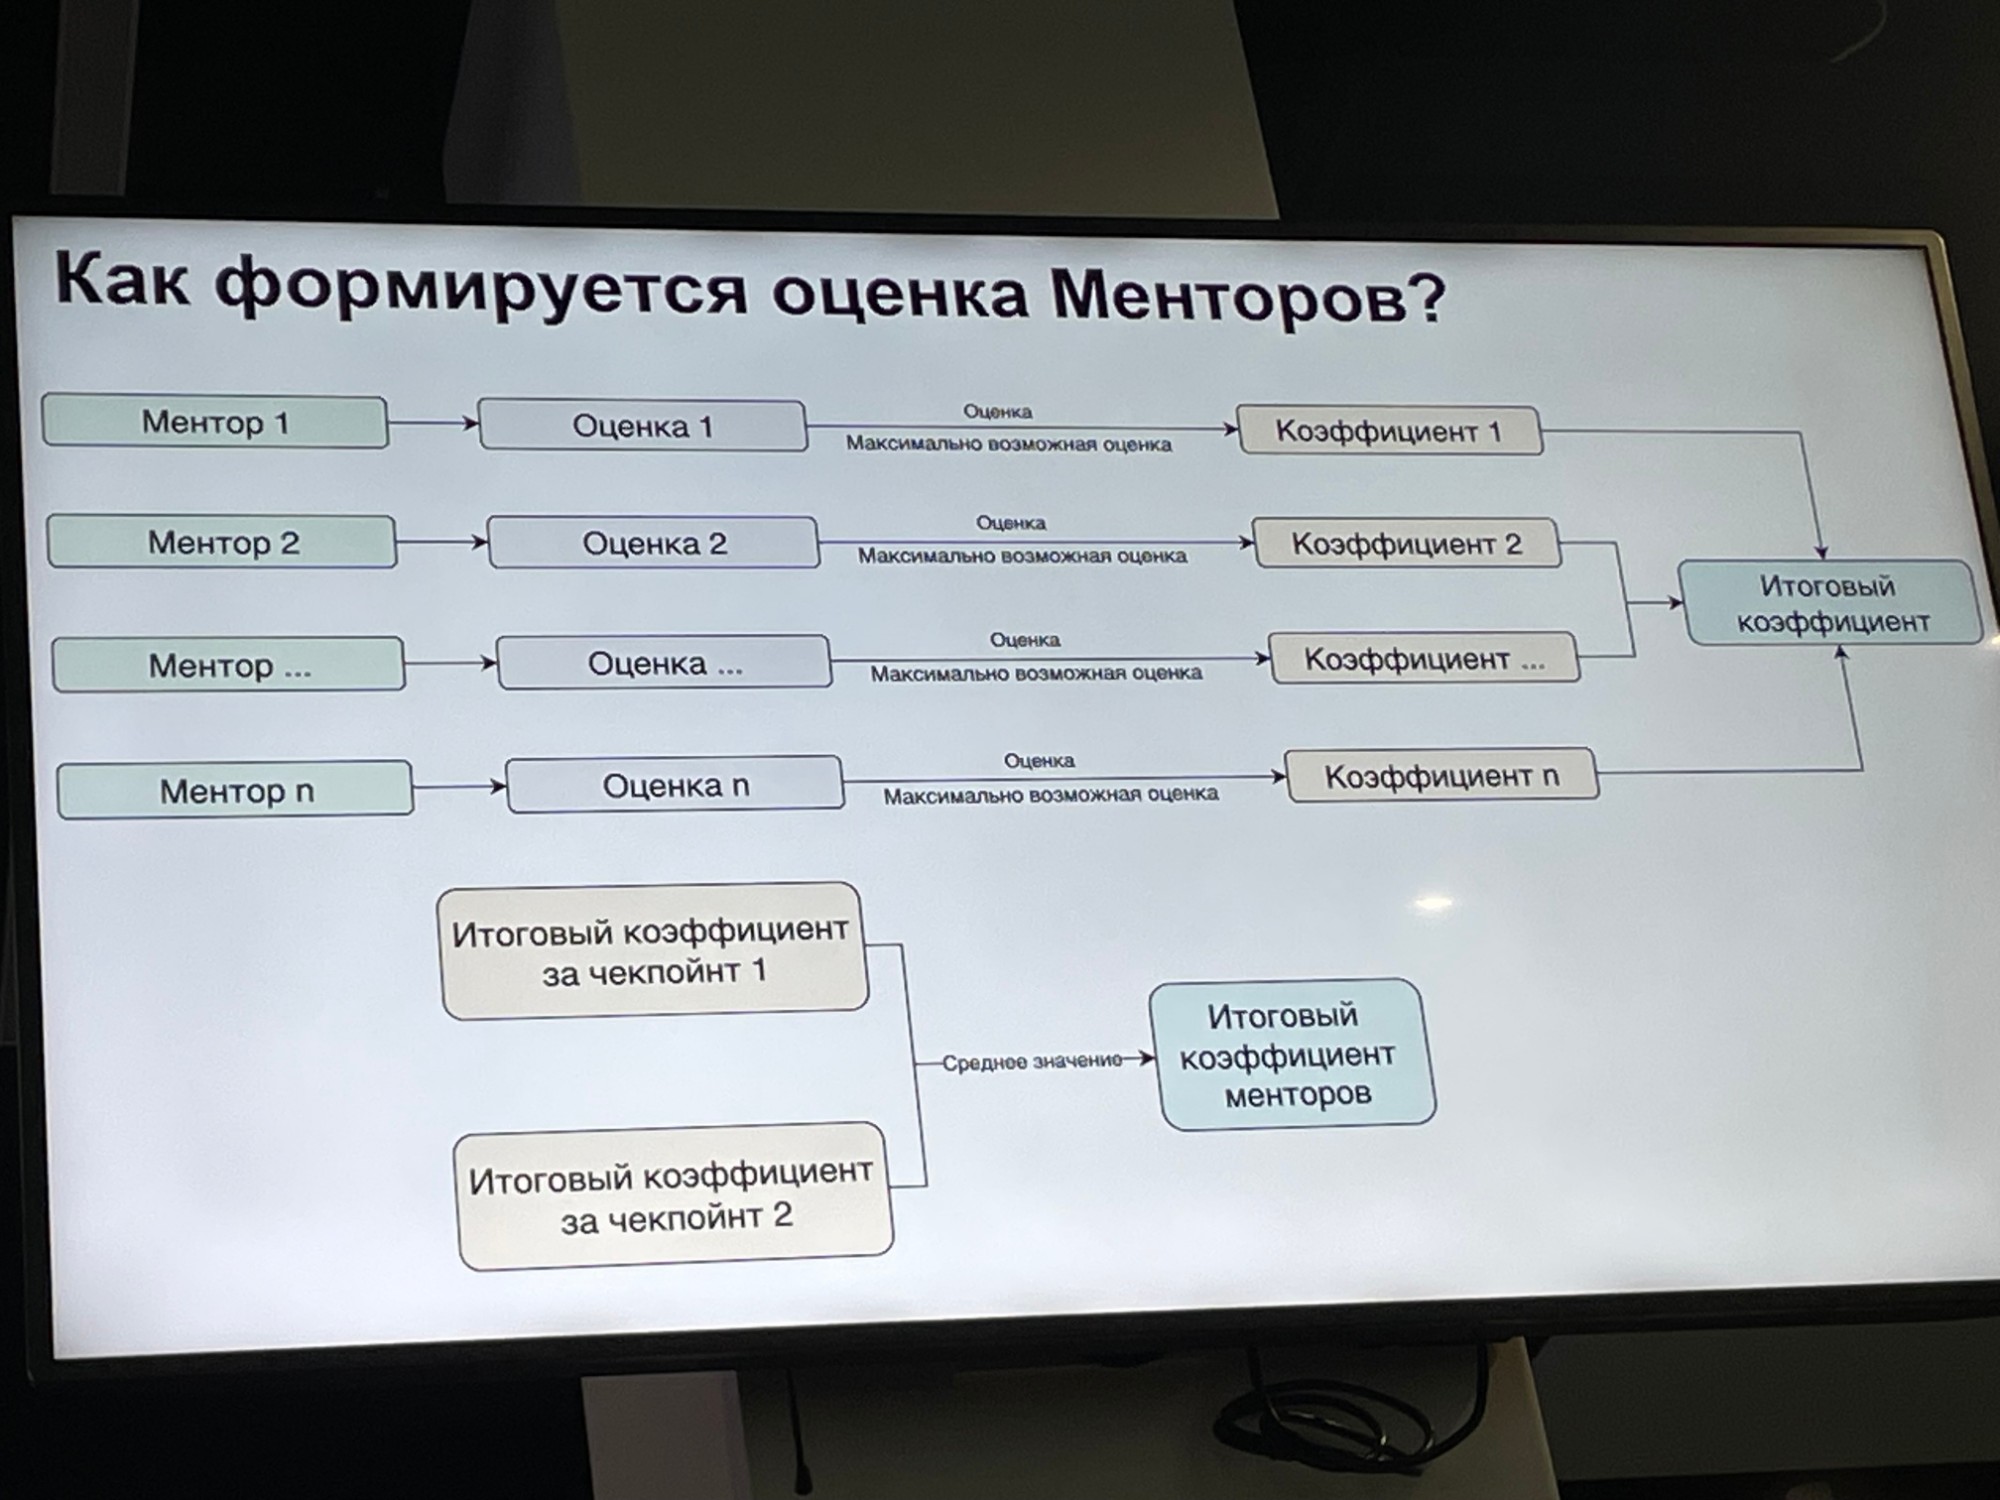 Как формируется оценка Менторов?
Ментор 1
Оценка 1
Оценка
Максимально возможная оценка
Коэффициент 1
Ментор 2
Оценка 2
Оценка
Максимально возможная оценка
Коэффициент 2
Итоговый
коэффициент
Ментор ...
Оценка ...
Оценка
Максимально возможная оценка
Коэффициент ...
Ментор n
Оценка n
Оценка
Максимально возможная оценка
Коэффициент n
Итоговый коэффициент
за чекпойнт 1
Среднее значение
Итоговый
коэффициент
менторов
Итоговый коэффициент
за чекпойнт 2